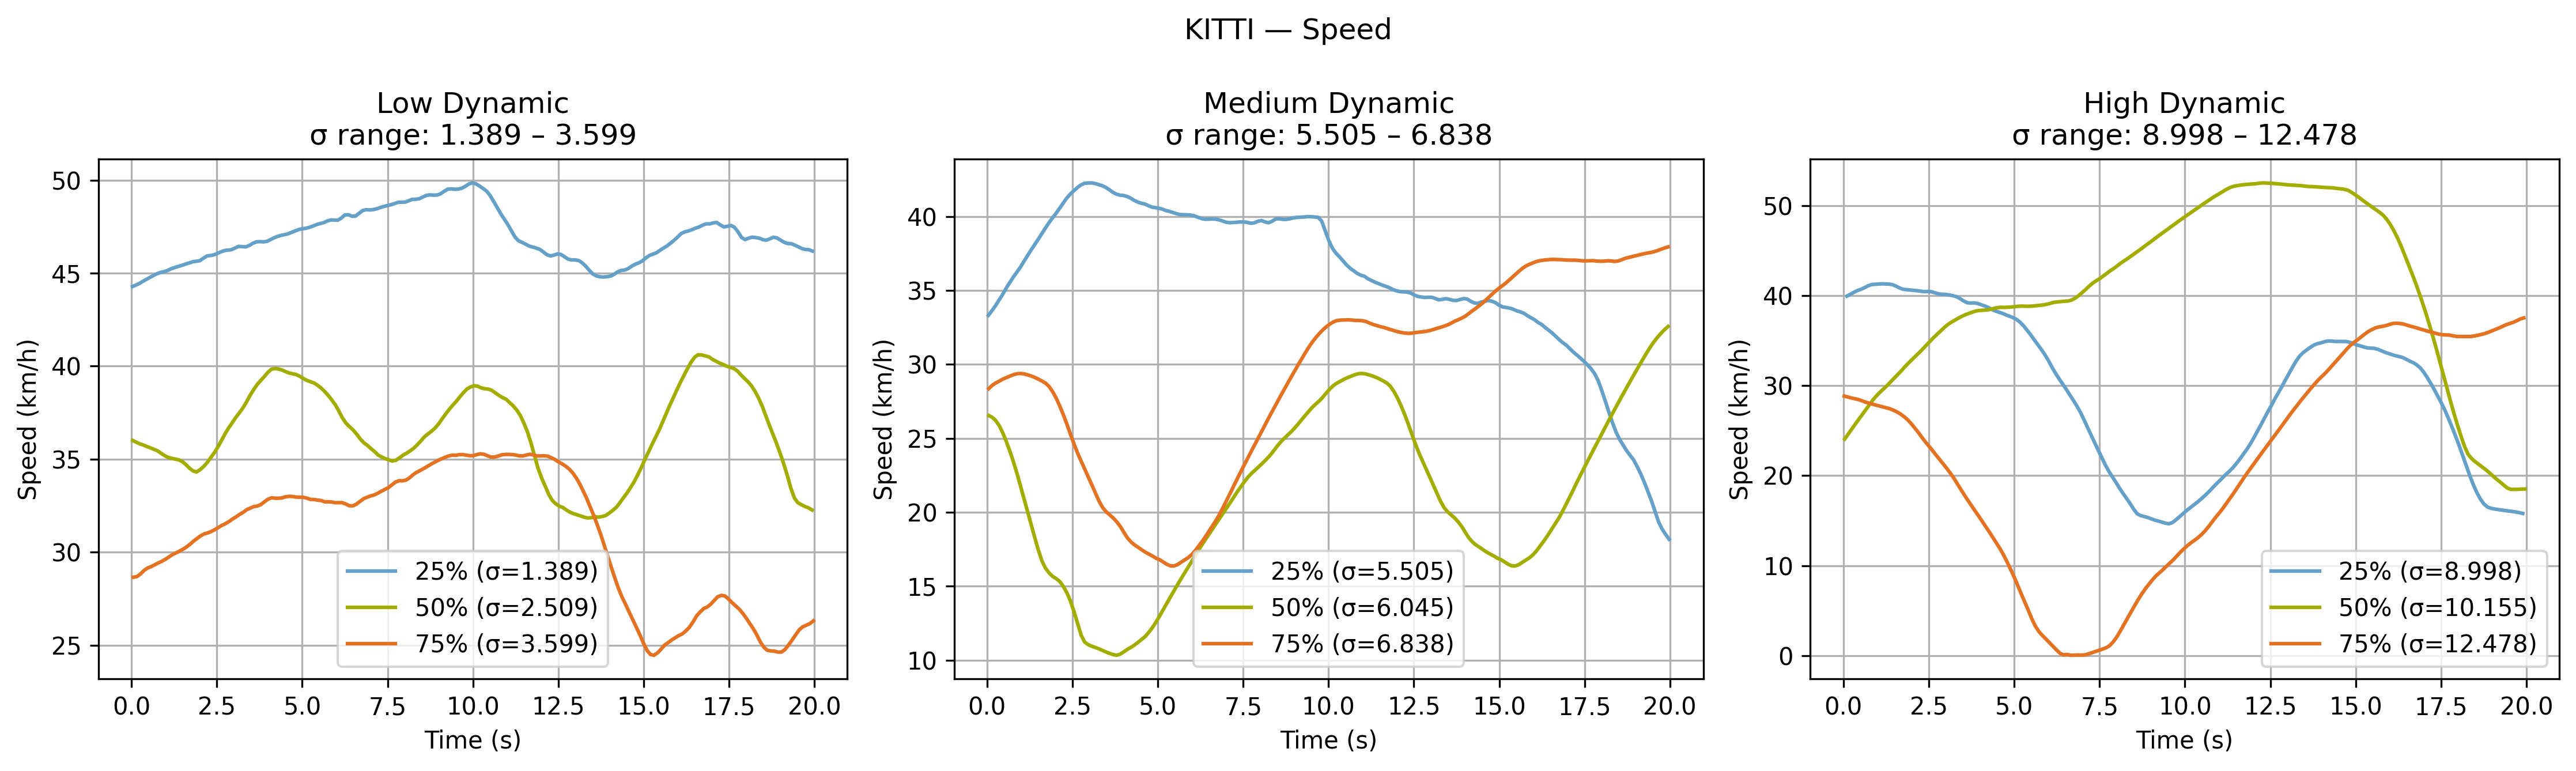 KITTI — Speed
Low Dynamic
σ range: 1.389 – 3.599
Speed (km/h)
50
45
40
35
30
25
25% (σ=1.389)
50% (σ=2.509)
75% (σ=3.599)
0.0 2.5 5.0 7.5 10.0 12.5 15.0 17.5 20.0
Time (s)
Medium Dynamic
σ range: 5.505 – 6.838
Speed (km/h)
40
35
30
25
20
15
10
25% (σ=5.505)
50% (σ=6.045)
75% (σ=6.838)
0.0 2.5 5.0 7.5 10.0 12.5 15.0 17.5 20.0
Time (s)
High Dynamic
σ range: 8.998 – 12.478
Speed (km/h)
50
40
30
20
10
0
25% (σ=8.998)
50% (σ=10.155)
75% (σ=12.478)
0.0 2.5 5.0 7.5 10.0 12.5 15.0 17.5 20.0
Time (s)